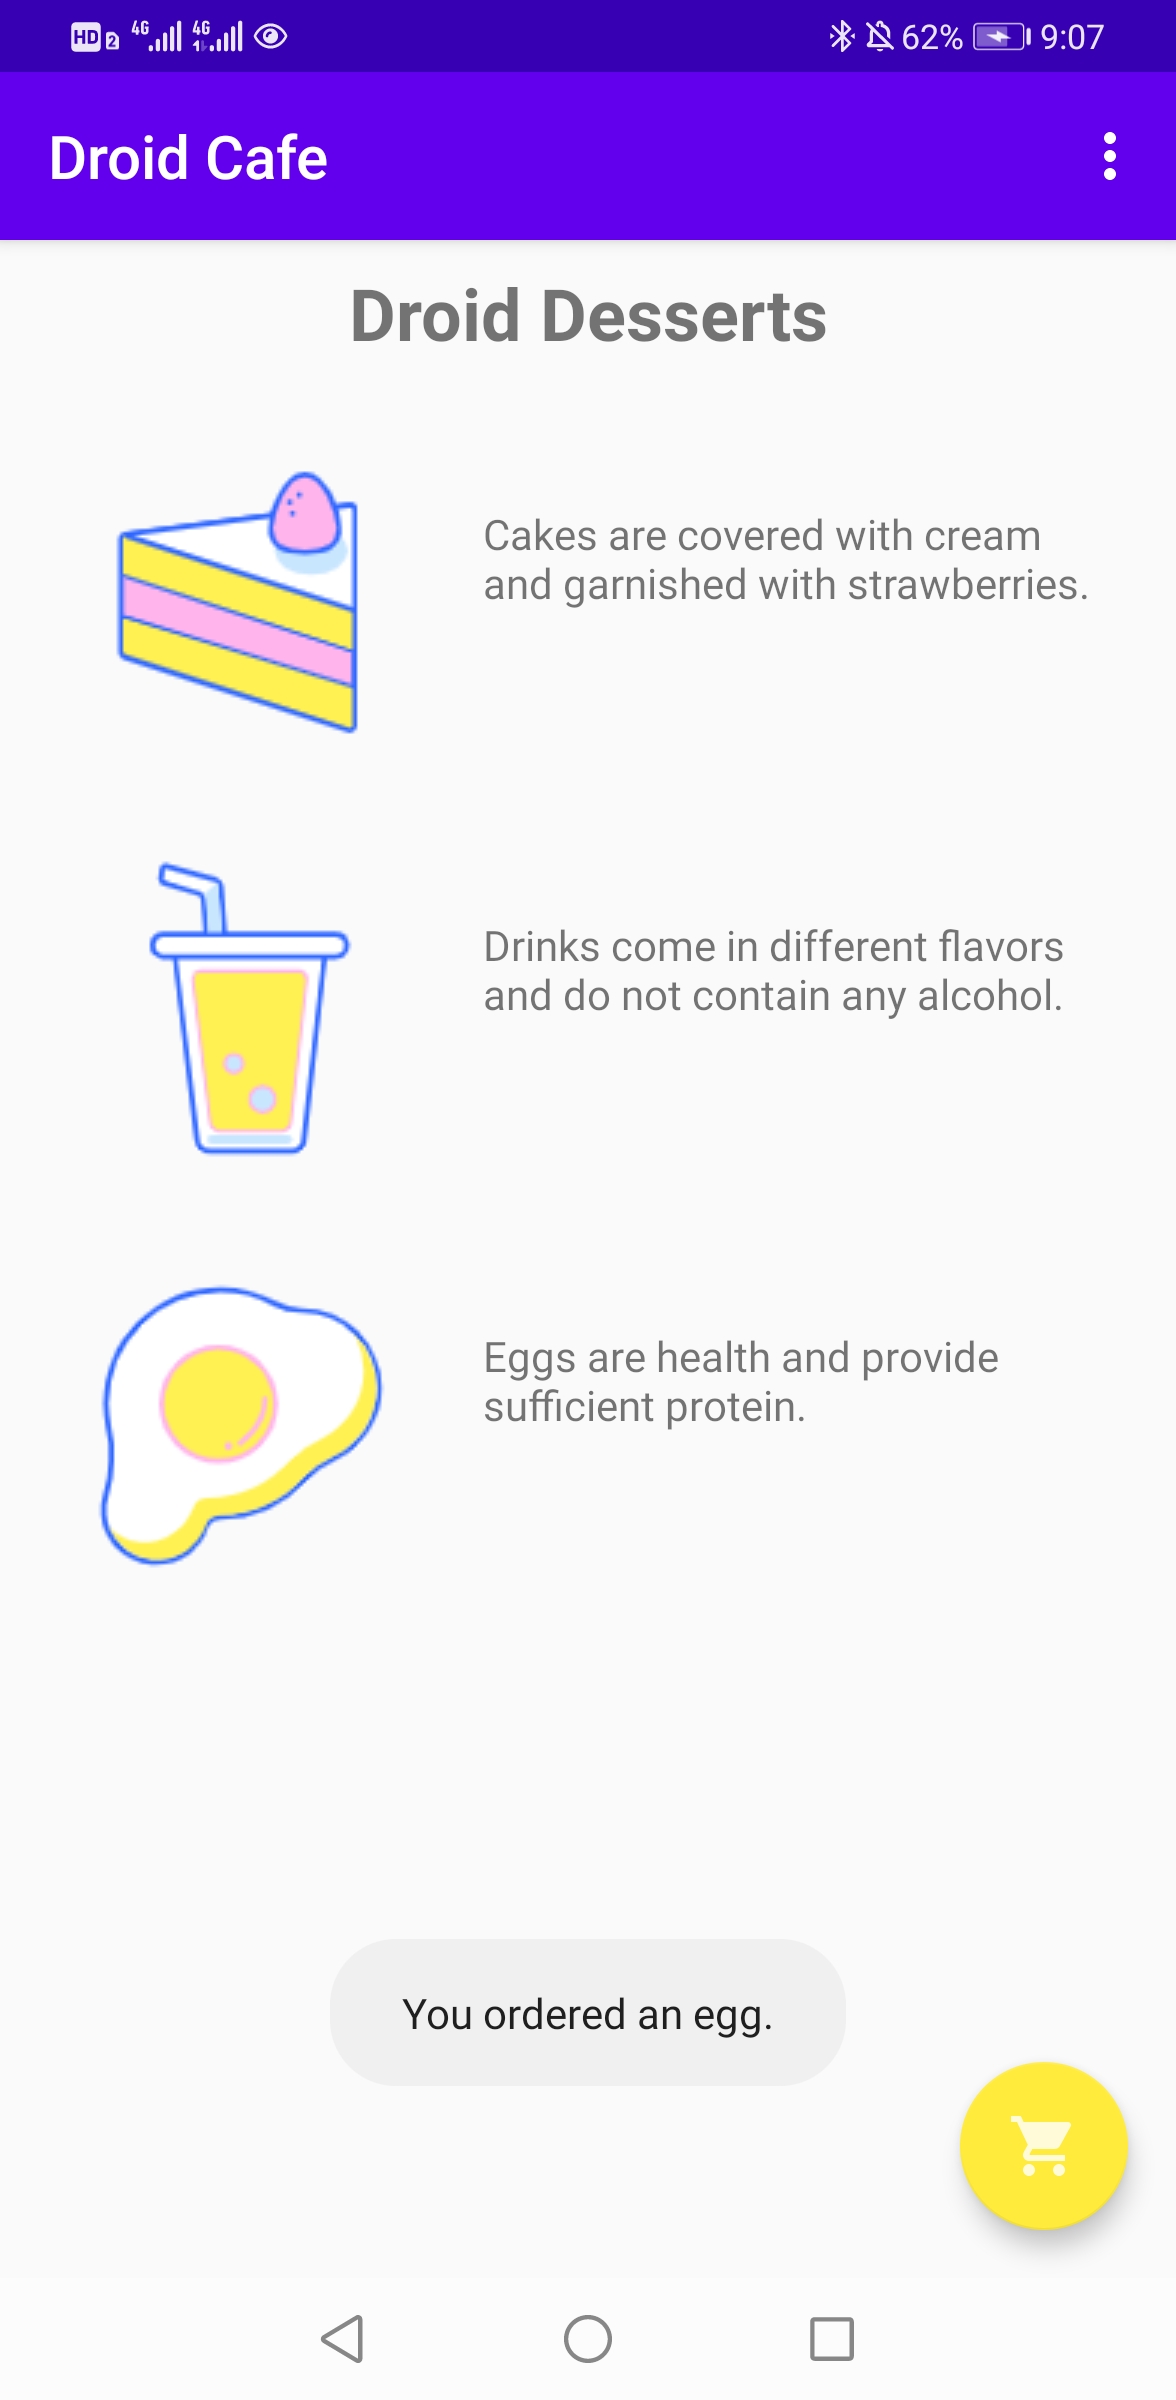 HD 2 4G 4G 62% 9:07
Droid Cafe
Droid Desserts
Cakes are covered with cream
and garnished with strawberries.
Drinks come in different flavors
and do not contain any alcohol.
Eggs are health and provide
sufficient protein.
You ordered an egg.